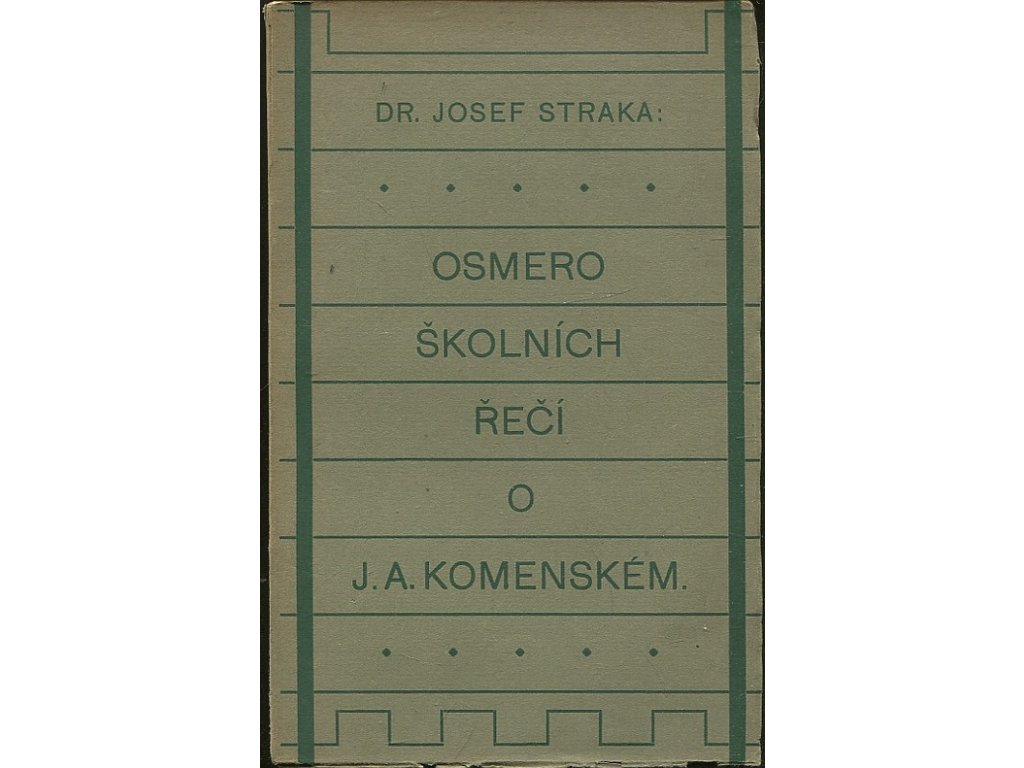 DR. JOSEF STRAKA:
OSMERO
ŠKOLNÍCH
ŘEČÍ
O
J. A. KOMENSKÉM.